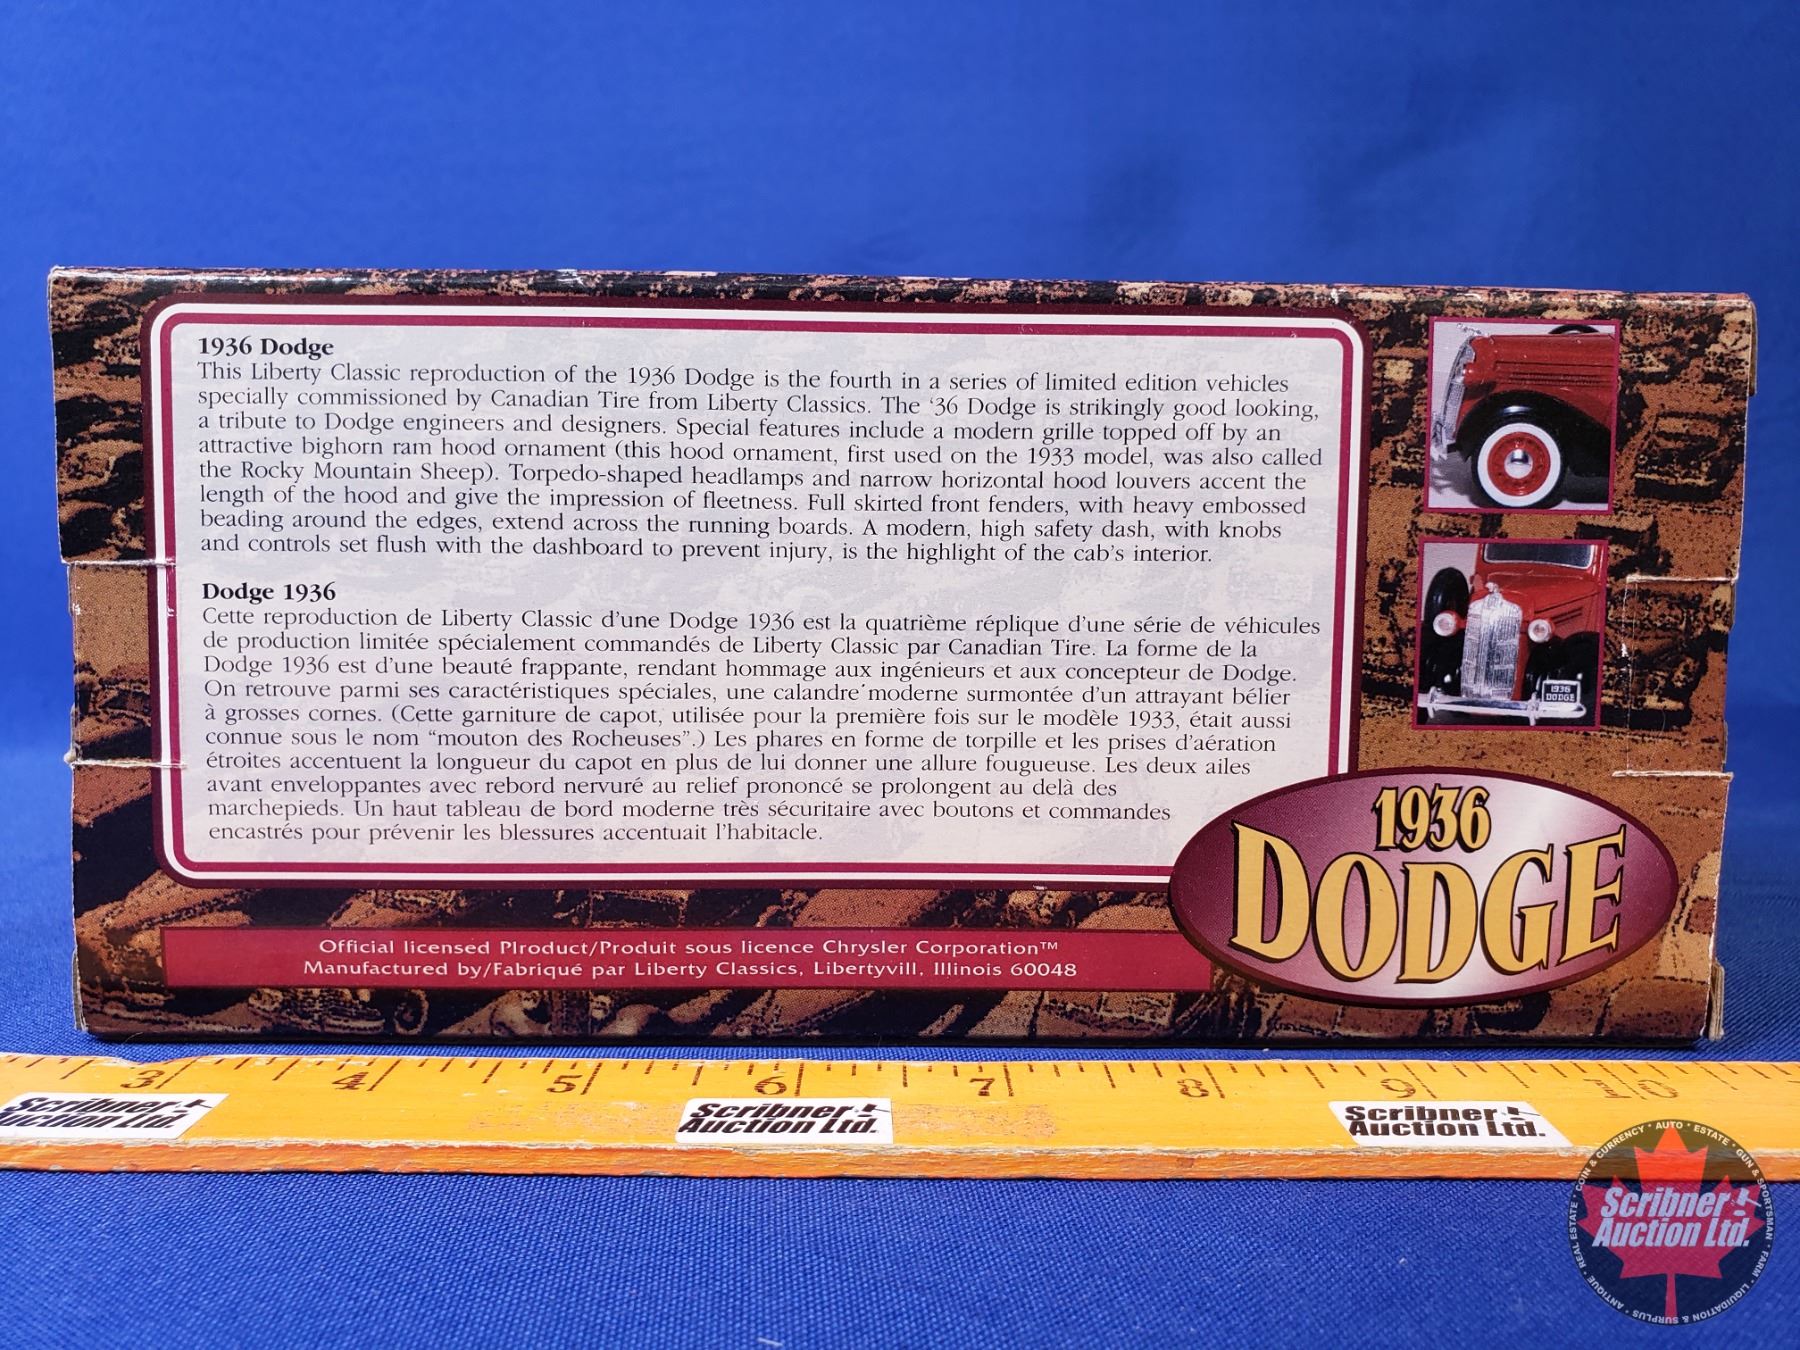 1936 Dodge
This Liberty Classic reproduction of the 1936 Dodge is the fourth in a series of limited edition vehicles
specially commissioned by Canadian Tire from Liberty Classics. The ‘36 Dodge is strikingly good looking,
a tribute to Dodge engineers and designers. Special features include a modern grille topped off by an
attractive bighorn ram hood ornament (this hood ornament, first used on the 1933 model, was also called
the Rocky Mountain Sheep). Torpedo-shaped headlamps and narrow horizontal hood louvers accent the
length of the hood and give the impression of fleetness. Full skirted front fenders, with heavy embossed
beading around the edges, extend across the running boards. A modern, high safety dash, with knobs
and controls set flush with the dashboard to prevent injury, is the highlight of the cab's interior.
Dodge 1936
Cette reproduction de Liberty Classic d'une Dodge 1936 est la quatrième réplique d'une série de véhicules
de production limitée spécialement commandés de Liberty Classic par Canadian Tire. La forme de la
Dodge 1936 est d'une beauté frappante, rendant hommage aux ingénieurs et aux concepteur de Dodge.
On retrouve parmi ses caractéristiques spéciales, une calandre moderne surmontée d'un attrayant bélier
à grosses cornes. (Cette garniture de capot, utilisée pour la première fois sur le modèle 1933, était aussi
connue sous le nom “mouton des Rocheuses”.) Les phares en forme de torpille et les prises d'aération
étroites accentuent la longueur du capot en plus de lui donner une allure fougueuse. Les deux ailes
avant enveloppantes avec rebord nervuré au relief prononcé se prolongent au delà des
marchepieds. Un haut tableau de bord moderne très sécuritaire avec boutons et commandes
encastrés pour prévenir les blessures accentuait l'habitacle.
1936
DODGE
1936
DODGE
Official licensed Plroduct/Produit sous licence Chrysler Corporation™
Manufactured by/Fabriqué par Liberty Classics, Libertyvill, Illinois 60048
3 4 5 6 7 8 9 10
Scribner
Auction Ltd.
Scribner
Auction Ltd.
Scribner
Auction Ltd.
COIN & CURRENCY • AUTO • ESTATE • GUN & SPORTSMAN • FARM • LIQUIDATION & SURPLUS • ANTIQUE • REAL ESTATE
Scribner
Auction Ltd.